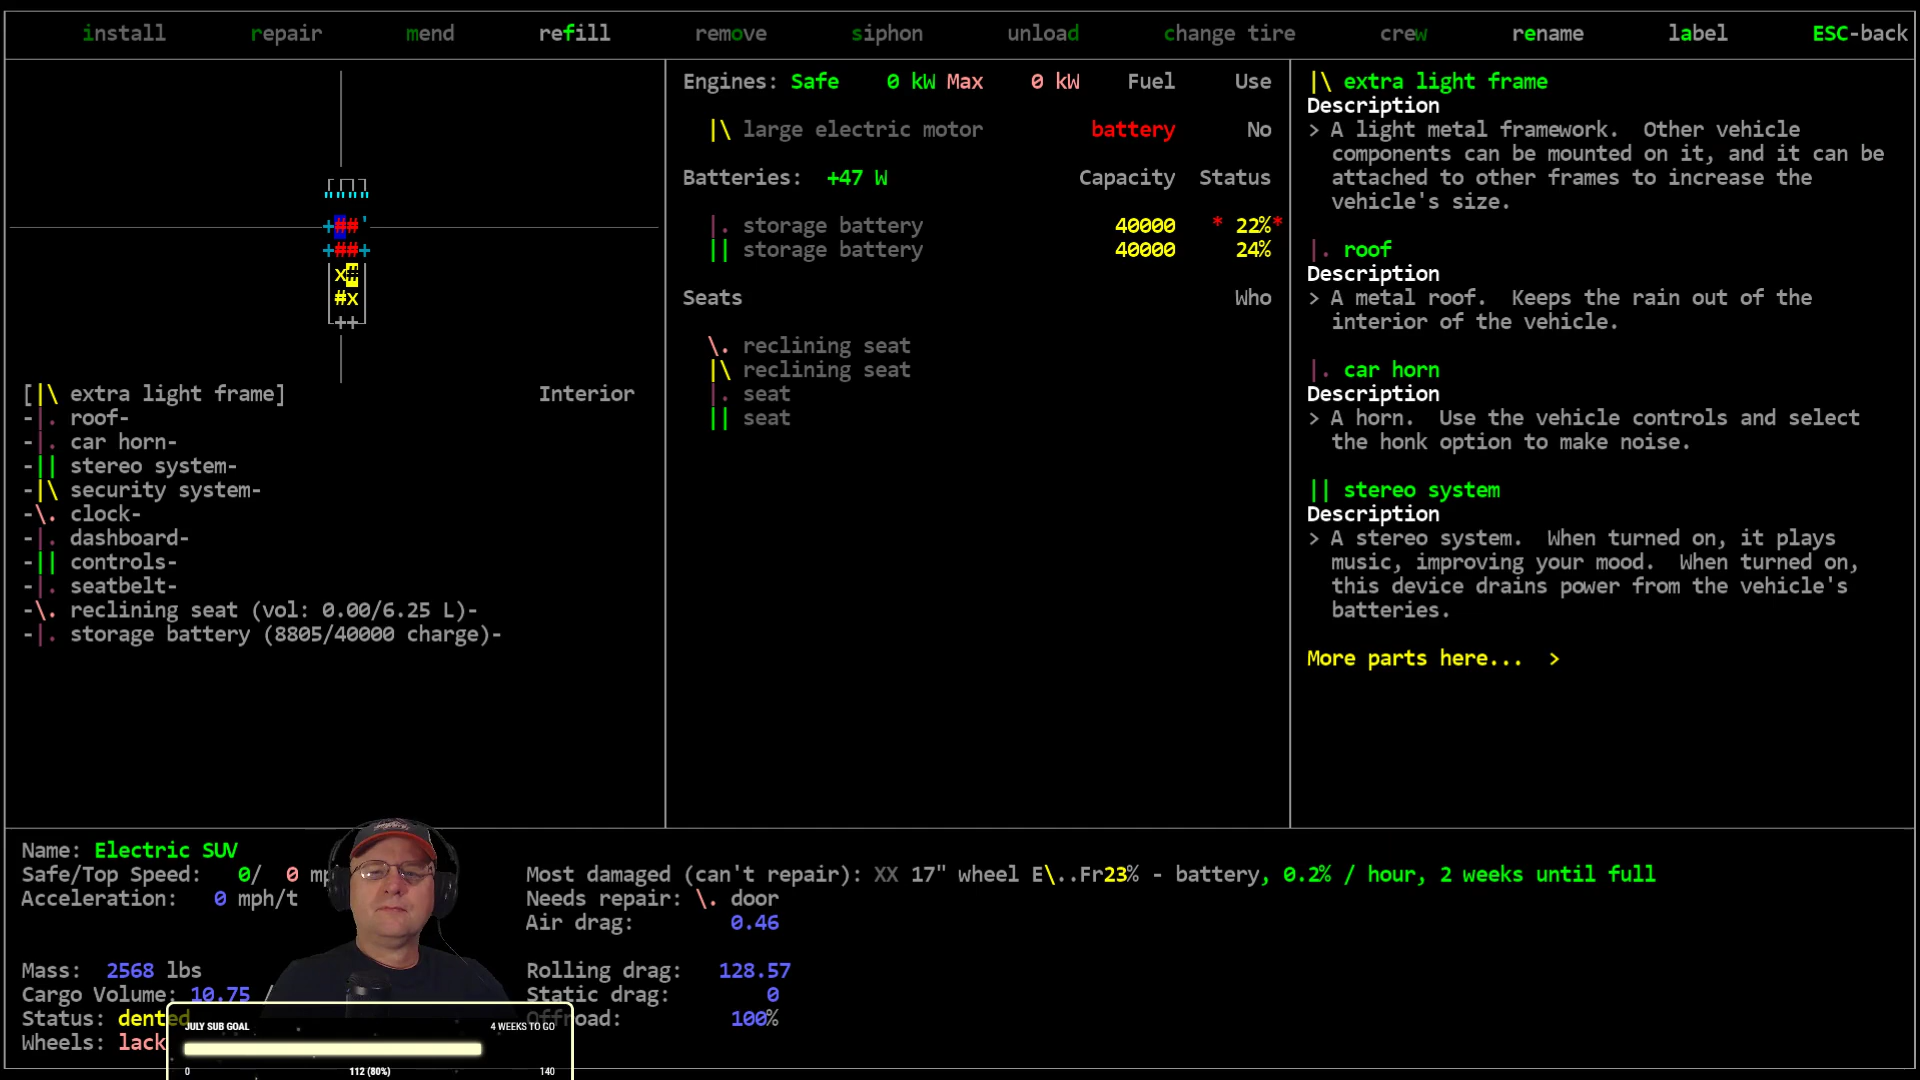 install repair mend refill remove siphon unload change tire crew rename label ESC-back
[|\ extra light frame] Interior
-|. roof-
-|. car horn-
-|| stereo system-
-|\ security system-
-\. clock-
-|. dashboard-
-|| controls-
-|. seatbelt-
-\. reclining seat (vol: 0.00/6.25 L)-
-|. storage battery (8805/40000 charge)-
Engines: Safe 0 kW Max 0 kW Fuel Use
|\ large electric motor battery No
Batteries: +47 W Capacity Status
|. storage battery 40000 * 22%*
|| storage battery 40000 24%
Seats Who
\. reclining seat
|\ reclining seat
|. seat
|| seat
|\ extra light frame
Description
> A light metal framework. Other vehicle
components can be mounted on it, and it can be
attached to other frames to increase the
vehicle's size.
|. roof
Description
> A metal roof. Keeps the rain out of the
interior of the vehicle.
|. car horn
Description
> A horn. Use the vehicle controls and select
the honk option to make noise.
|| stereo system
Description
> A stereo system. When turned on, it plays
music, improving your mood. When turned on,
this device drains power from the vehicle's
batteries.
More parts here... >
Name: Electric SUV
Safe/Top Speed: 0/ 0
Acceleration: 0 mph/t
Mass: 2568 lbs
Cargo Volume: 10.75 /
Status: dented
Wheels: lack
Most damaged (can't repair): XX 17" wheel E\..Fr23% - battery, 0.2% / hour, 2 weeks until full
Needs repair: \. door
Air drag: 0.46
Rolling drag: 128.57
Static drag: 0
Offroad: 100%
JULY SUB GOAL 4 WEEKS TO GO
0 112 (80%) 140